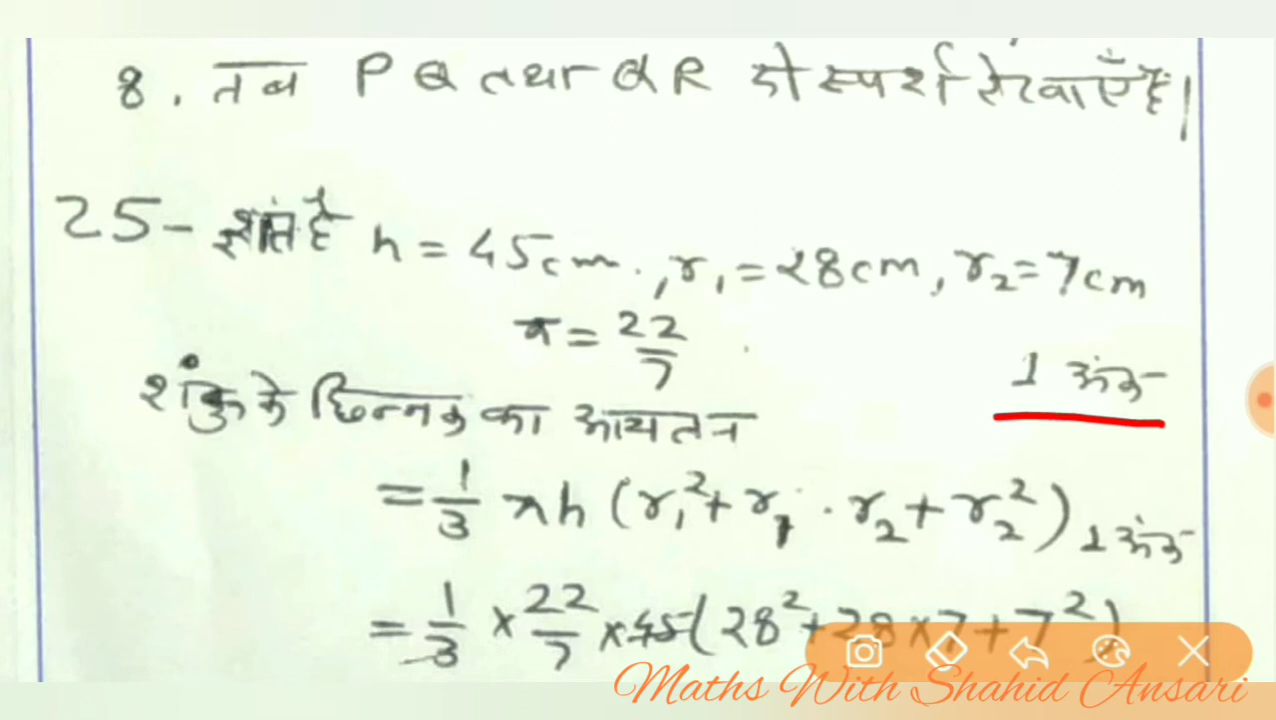 8. तब PQ तथा QR दो स्पर्श रेखाएँ हैं।
25- ज्ञात है h = 45cm., r₁ = 28cm, r₂ = 7cm
π = 22/7
1 अंक
शंकु के छिन्नक का आयतन
= 1/3 πh (r₁² + r₁ · r₂ + r₂²) 1 अंक
= 1/3 × 22/7 × 45 (28² + 28 × 7 + 7²)
Maths With Shahid Ansari